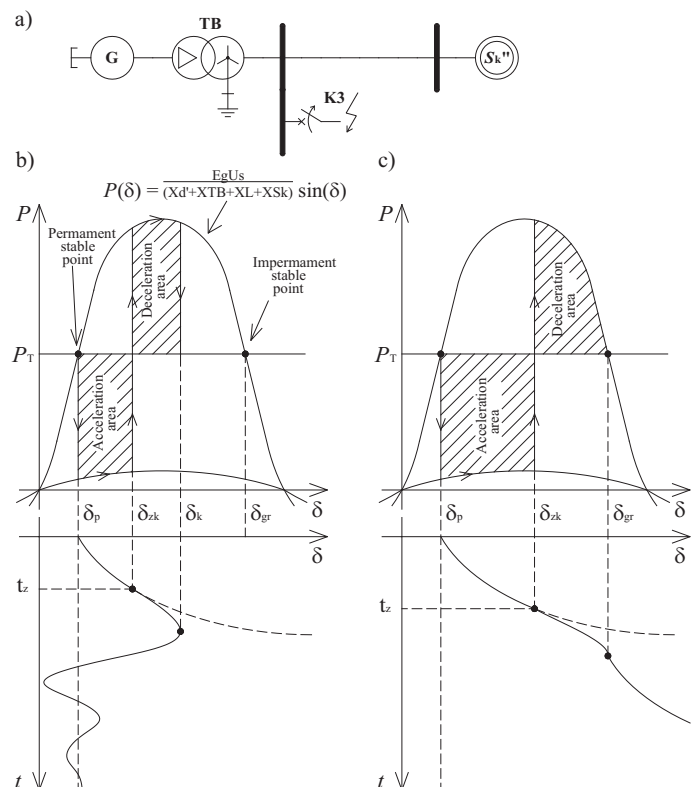 a)
TB
G
Sk"
K3
b)
c)
EgUs
P(δ) = (Xd'+XTB+XL+XSk) sin(δ)
P
Permament
stable
point
Deceleration
area
Impermament
stable
point
PT
Acceleration
area
δp
δzk
δk
δgr
δ
δ
tz
t
P
Deceleration
area
PT
Acceleration
area
δp
δzk
δgr
δ
δ
tz
t